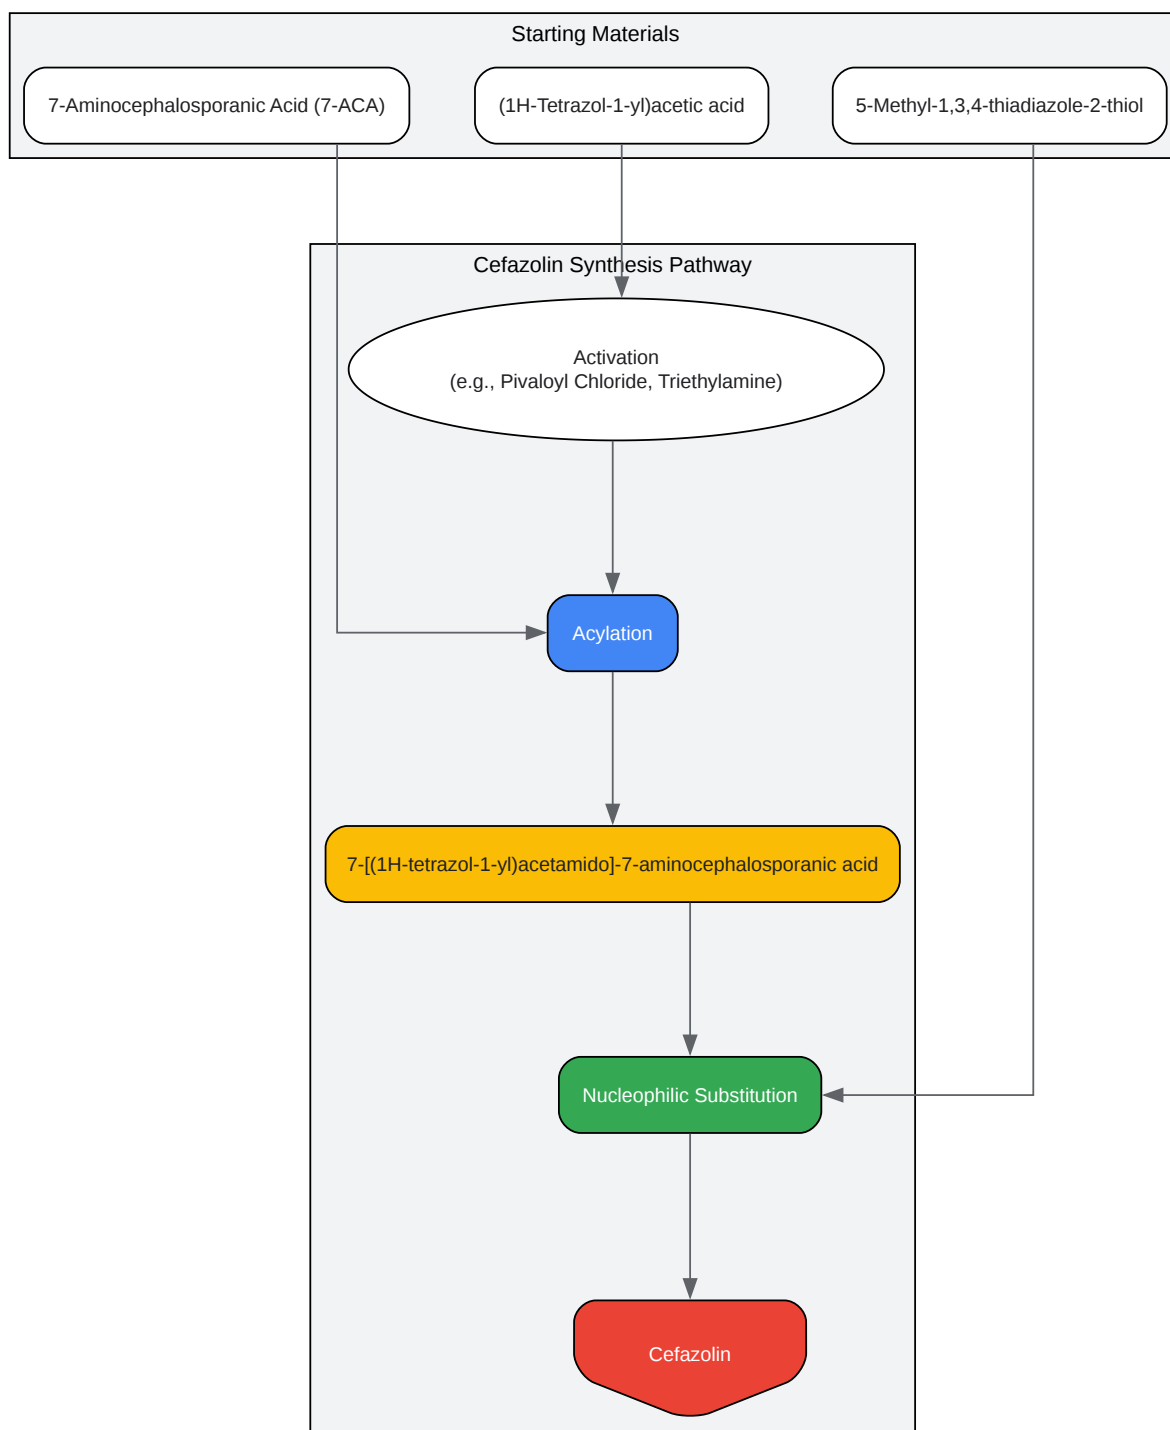 Starting Materials
7-Aminocephalosporanic Acid (7-ACA)
(1H-Tetrazol-1-yl)acetic acid
5-Methyl-1,3,4-thiadiazole-2-thiol
Cefazolin Synthesis Pathway
Activation
(e.g., Pivaloyl Chloride, Triethylamine)
Acylation
7-[(1H-tetrazol-1-yl)acetamido]-7-aminocephalosporanic acid
Nucleophilic Substitution
Cefazolin